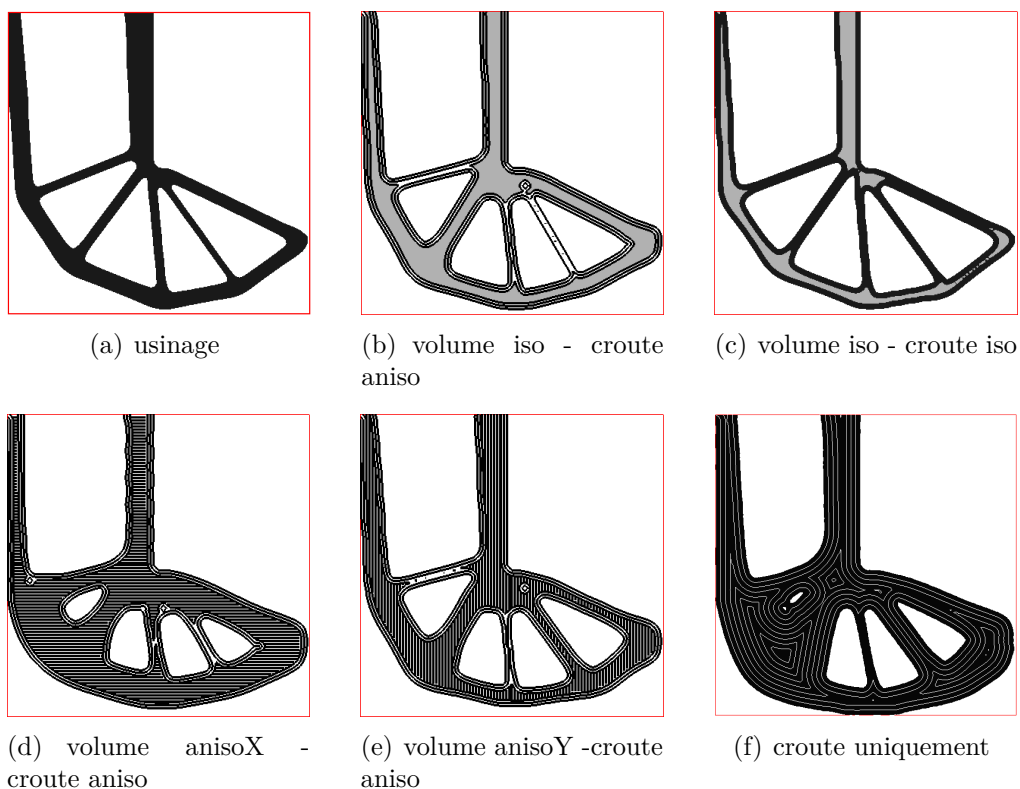 (a) usinage
(b) volume iso - croute
aniso
(c) volume iso - croute iso
(d) volume anisoX -
croute aniso
(e) volume anisoY -croute
aniso
(f) croute uniquement